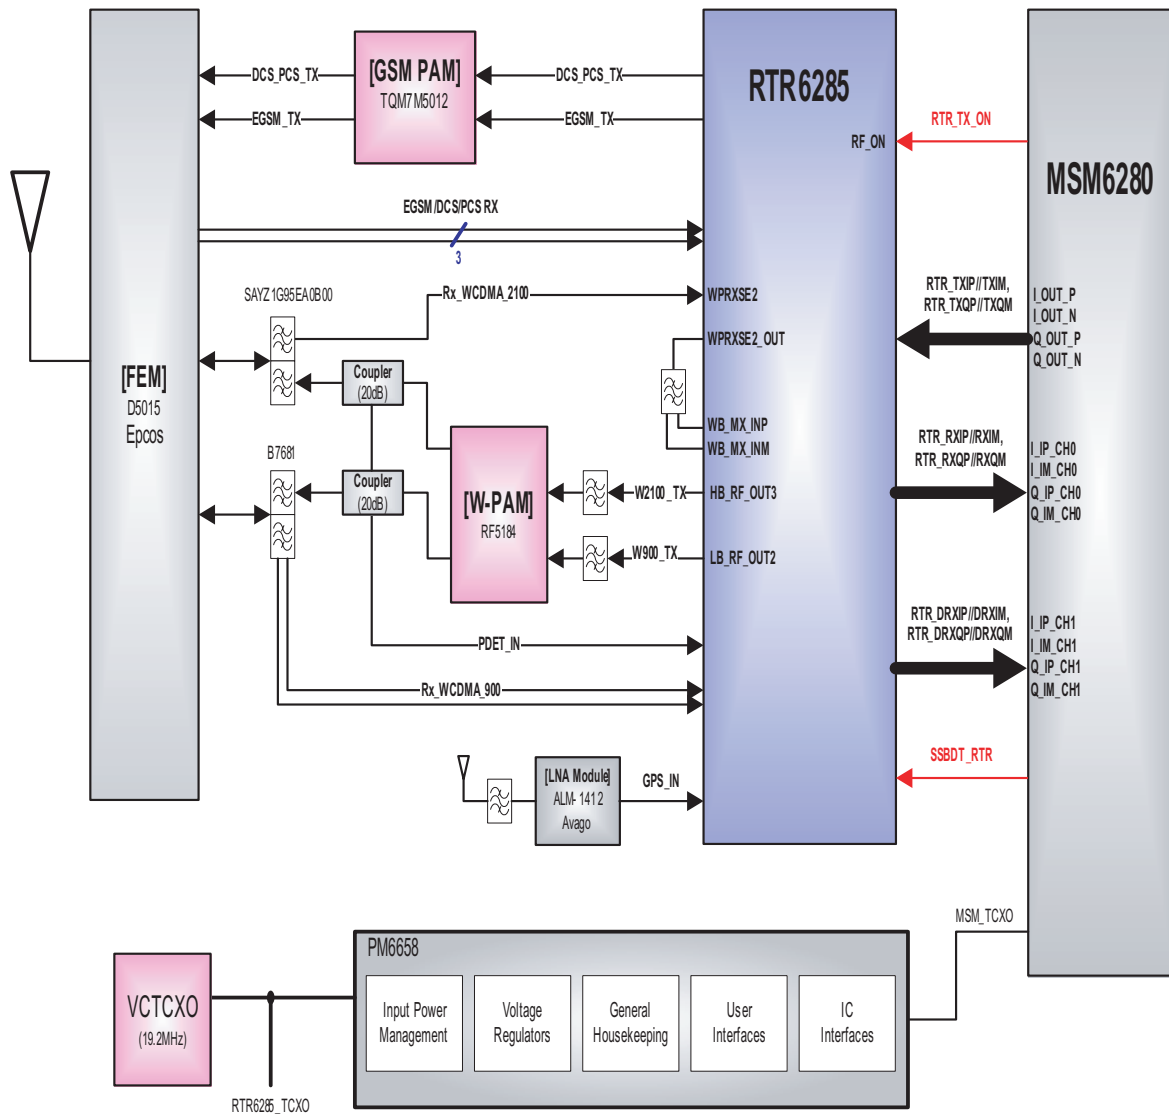 DCS_PCS_TX
[GSM PAM]
TQM7M5012
DCS_PCS_TX
EGSM_TX
EGSM_TX
RTR6285
RF_ON
RTR_TX_ON
MSM6280
EGSM/DCS/PCS RX
3
SAYZ1G95EA0B00
Rx_WCDMA_2100
WPRXSE2
RTR_TXIP//TXIM,
RTR_TXQP//TXQM
I_OUT_P
I_OUT_N
Q_OUT_P
Q_OUT_N
WPRXSE2_OUT
[FEM]
D5015
Epcos
Coupler
(20dB)
WB_MX_INP
WB_MX_INM
B7681
Coupler
(20dB)
[W-PAM]
RF5184
W2100_TX
HB_RF_OUT3
RTR_RXIP//RXIM,
RTR_RXQP//RXQM
I_IP_CH0
I_IM_CH0
Q_IP_CH0
Q_IM_CH0
W900_TX
LB_RF_OUT2
RTR_DRXIP//DRXIM,
RTR_DRXQP//DRXQM
I_IP_CH1
I_IM_CH1
Q_IP_CH1
Q_IM_CH1
PDET_IN
Rx_WCDMA_900
SSBDT_RTR
[LNA Module]
ALM-1412
Avago
GPS_IN
MSM_TCXO
PM6658
VCTCXO
(19.2MHz)
Input Power
Management
Voltage
Regulators
General
Housekeeping
User
Interfaces
IC
Interfaces
RTR6285_TCXO